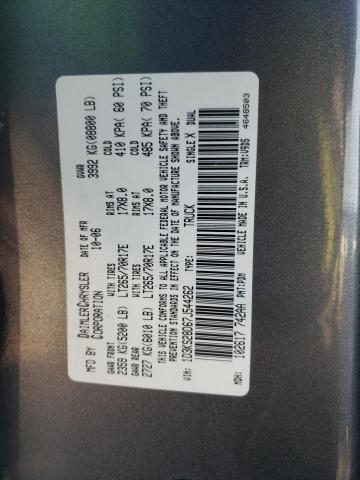 MFD BY DAIMLERCHRYSLER CORPORATION
DATE OF MFR 10-06
GVWR 3992 KG(08800 LB)
GAWR FRONT WITH TIRES RIMS AT COLD
2359 KG(5200 LB) LT265/70R17E 17X8.0 410 KPA( 60 PSI)
GAWR REAR WITH TIRES RIMS AT COLD
2727 KG(6010 LB) LT265/70R17E 17X8.0 485 KPA( 70 PSI)
THIS VEHICLE CONFORMS TO ALL APPLICABLE FEDERAL MOTOR VEHICLE SAFETY AND THEFT
PREVENTION STANDARDS IN EFFECT ON THE DATE OF MANUFACTURE SHOWN ABOVE.
VIN: 1D3KS28D67J544262 TYPE: TRUCK SINGLE X DUAL
MDH: 102617 742AA PNT:PDM VEHICLE MADE IN U.S.A. TRM:V9D5
4648503